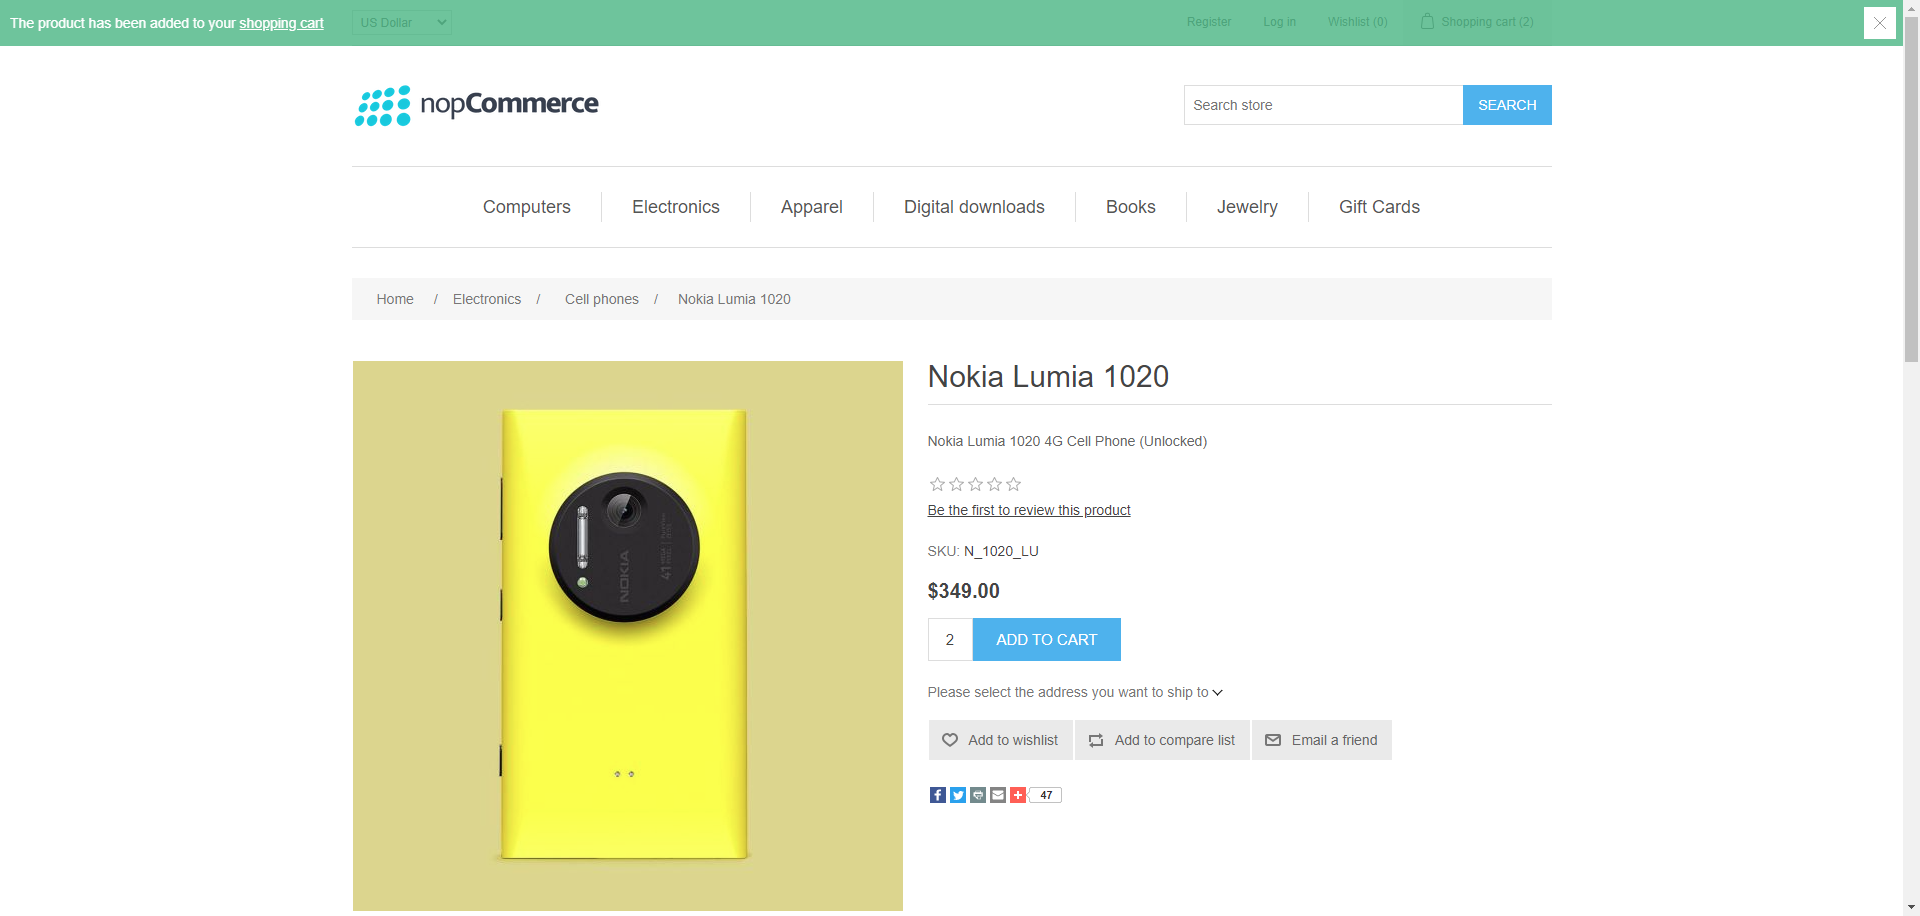 The product has been added to your shopping cart
US Dollar
Register
Log in
Wishlist (0)
Shopping cart (2)
nopCommerce
Search store
SEARCH
Computers
Electronics
Apparel
Digital downloads
Books
Jewelry
Gift Cards
Home / Electronics / Cell phones / Nokia Lumia 1020
Nokia Lumia 1020
Nokia Lumia 1020 4G Cell Phone (Unlocked)
Be the first to review this product
SKU: N_1020_LU
$349.00
2
ADD TO CART
Please select the address you want to ship to
Add to wishlist
Add to compare list
Email a friend
47
NOKIA
41